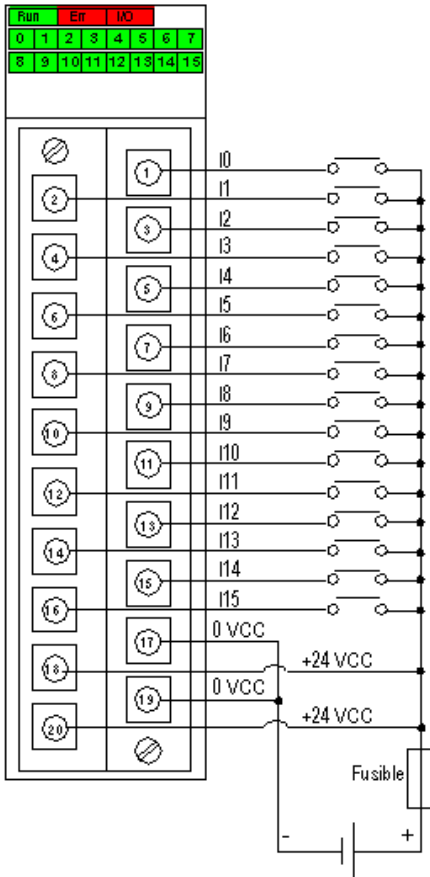 Run Err I/O
0 1 2 3 4 5 6 7
8 9 10 11 12 13 14 15
1 I0
2 I1
3 I2
4 I3
5 I4
6 I5
7 I6
8 I7
9 I8
10 I9
11 I10
12 I11
13 I12
14 I13
15 I14
16 I15
17 0 VCC
18 +24 VCC
19 0 VCC
20 +24 VCC
Fusible
- +